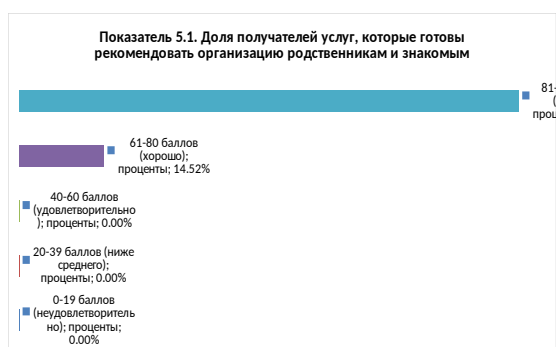 Показатель 5.1. Доля получателей услуг, которые готовы
рекомендовать организацию родственникам и знакомым
81-
(
проц
61-80 баллов
(хорошо);
проценты; 14.52%
40-60 баллов
(удовлетворительно
); проценты; 0.00%
20-39 баллов (ниже
среднего);
проценты; 0.00%
0-19 баллов
(неудовлетворитель
но); проценты;
0.00%